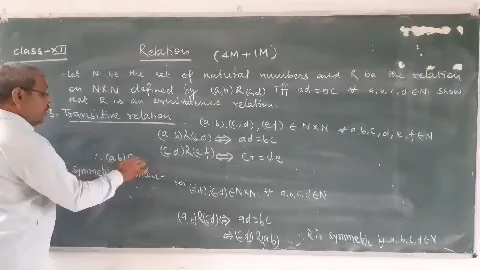 class-XII
Relation (4M+1M)
Let N be the set of natural numbers and R be the relation
on N×N defined by (a,b)R(c,d) iff ad=bc ∀ a,b,c,d ∈ N show
that R is an equivalence relation.
3. Transitive relation
(a,b),(c,d),(e,f) ∈ N×N ∀ a,b,c,d,e,f ∈ N
(a,b)R(c,d) ⇔ ad=bc
(c,d)R(e,f) ⇔ cf=de
∴ (a,b)
Symmetric
(c,d) ∈ N×N ∀ a,b,c,d ∈ N
(a,b)R(c,d) ⇔ ad=bc
⇔ (c,d)R(a,b) ∴ R is symmetric ∀ a,b,c,d ∈ N